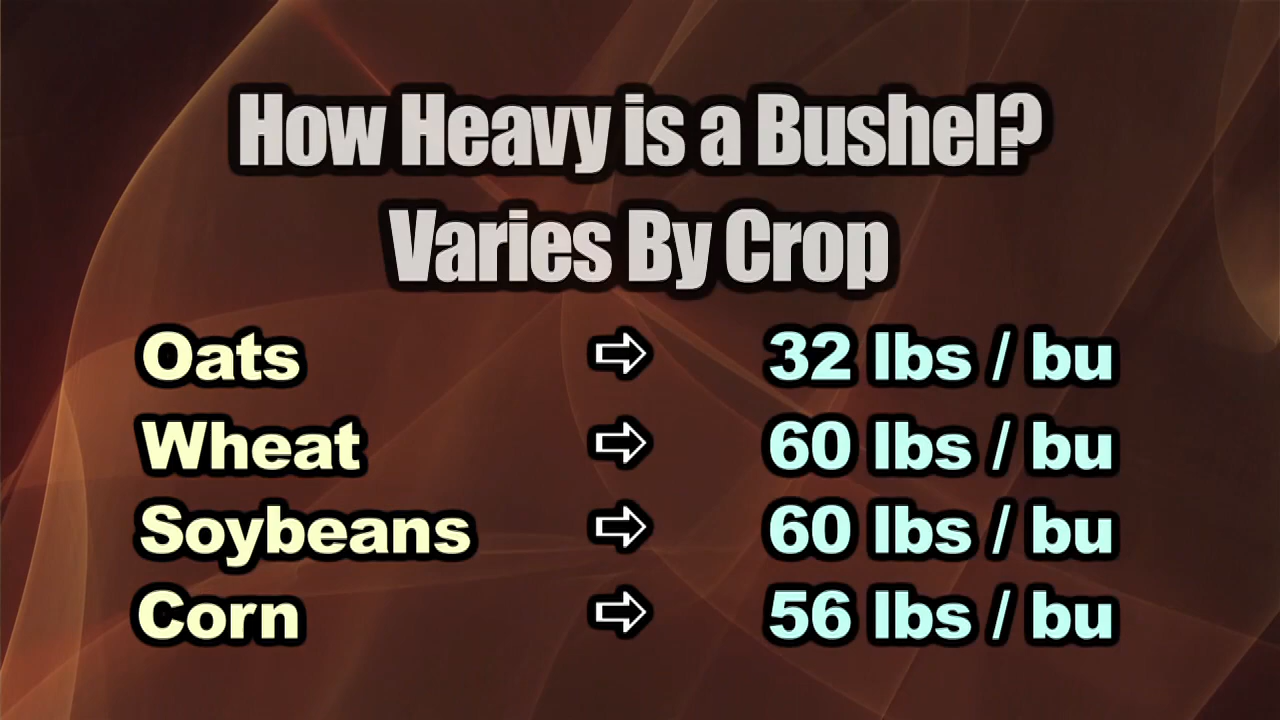 How Heavy is a Bushel?
Varies By Crop
Oats ⇨ 32 lbs / bu
Wheat ⇨ 60 lbs / bu
Soybeans ⇨ 60 lbs / bu
Corn ⇨ 56 lbs / bu